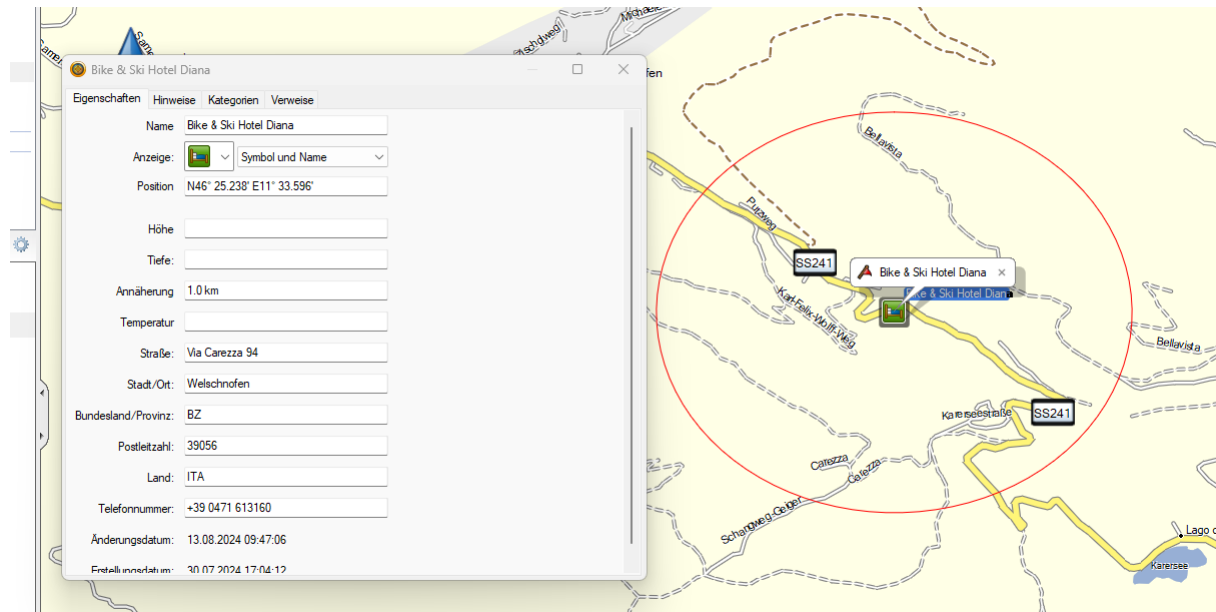 Bike & Ski Hotel Diana
Eigenschaften Hinweise Kategorien Verweise
Name Bike & Ski Hotel Diana
Anzeige: Symbol und Name
Position N46° 25.238' E11° 33.596'
Höhe
Tiefe:
Annäherung 1.0 km
Temperatur
Straße: Via Carezza 94
Stadt/Ort: Welschnofen
Bundesland/Provinz: BZ
Postleitzahl: 39056
Land: ITA
Telefonnummer: +39 0471 613160
Änderungsdatum: 13.08.2024 09:47:06
Erstellungsdatum: 30.07.2024 17:04:12
Bellavista
Purzweg
SS241
Bike & Ski Hotel Diana
Bike & Ski Hotel Diana
Karl-Felix-Wolff-Weg
Bellavista
Karerseestraße
SS241
Carezza
Carezza
Schangweg-Geiger
Lago
Karersee